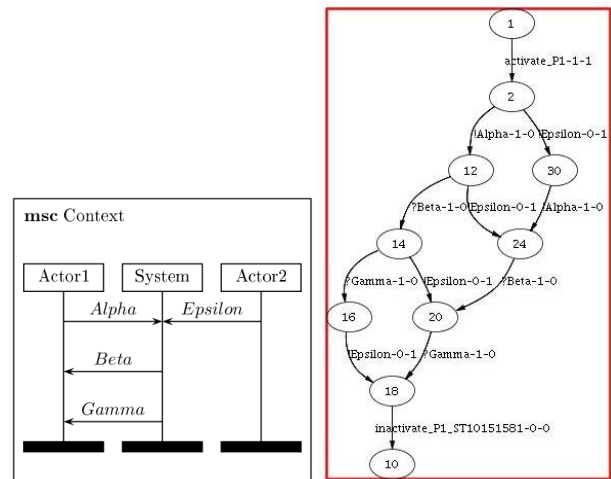 msc Context
Actor1 System Actor2
Alpha Epsilon
Beta
Gamma
1
activate_P1-1-1
2
!Alpha-1-0 !Epsilon-0-1
12 30
?Beta-1-0 !Epsilon-0-1 !Alpha-1-0
14 24
?Gamma-1-0 !Epsilon-0-1 ?Beta-1-0
16 20
!Epsilon-0-1 ?Gamma-1-0
18
inactivate_P1_ST10151581-0-0
10